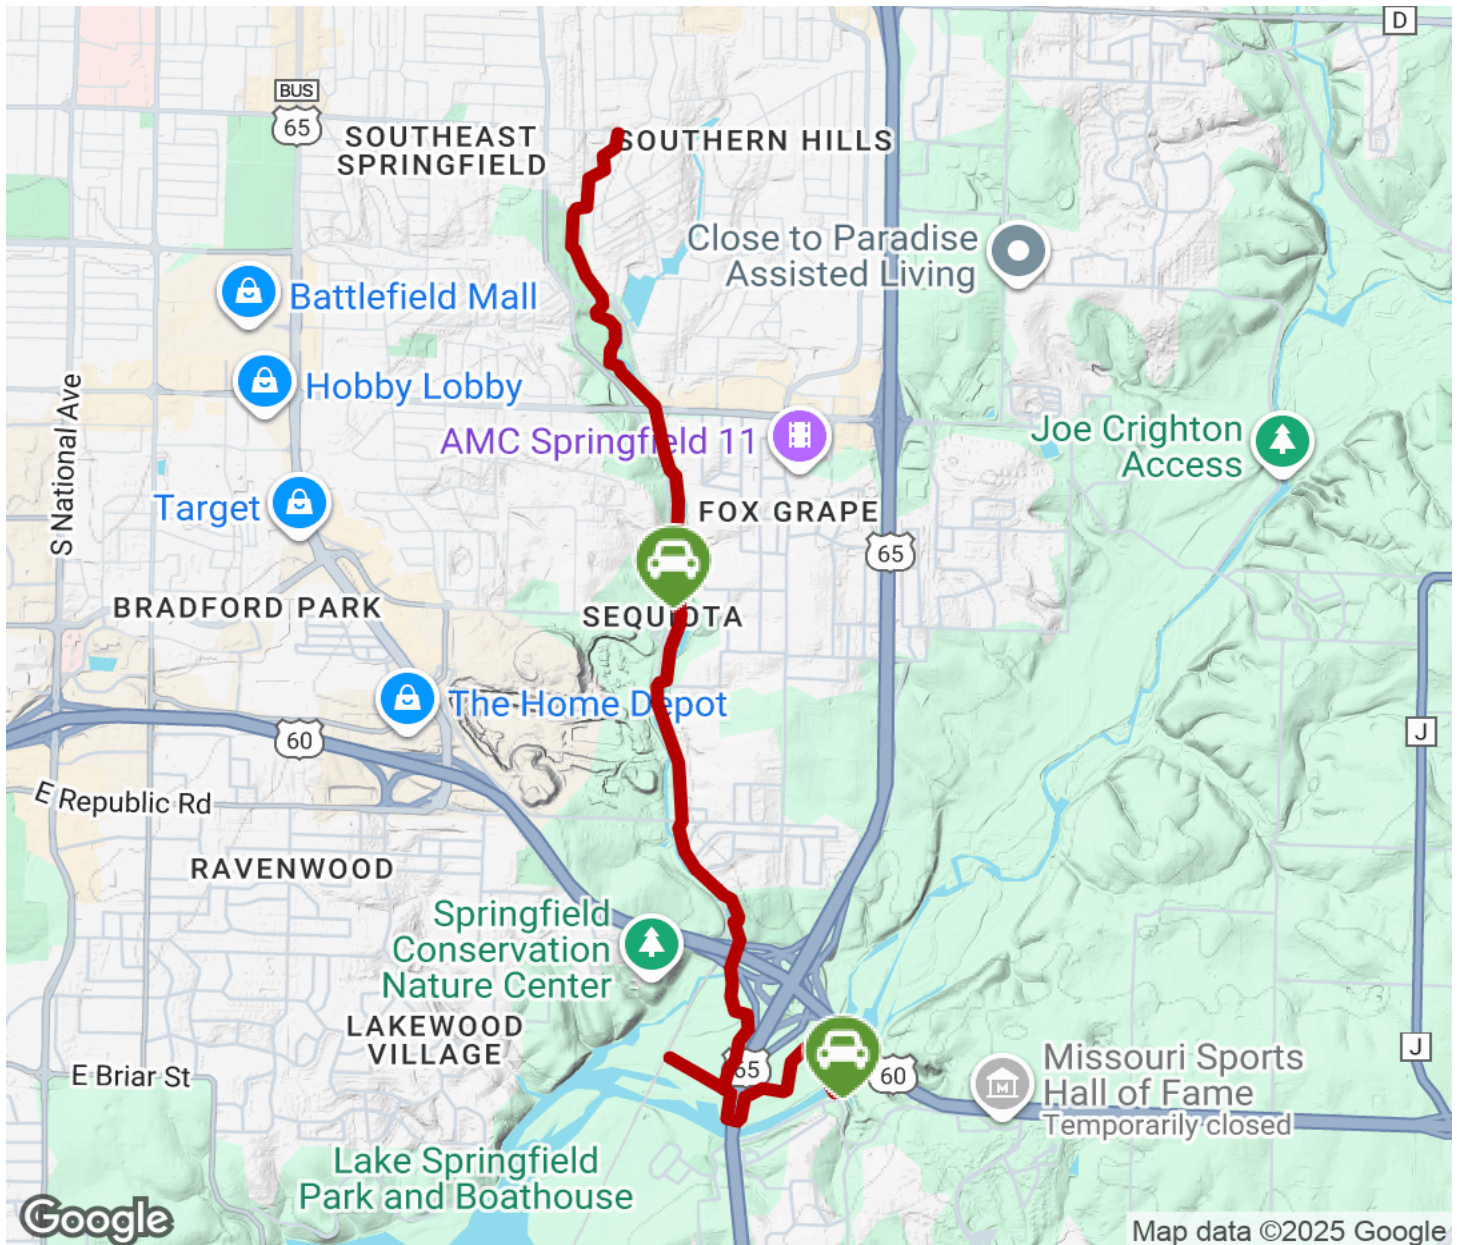 D
BUS
65
SOUTHEAST
SPRINGFIELD
SOUTHERN HILLS
Close to Paradise
Assisted Living
Battlefield Mall
Hobby Lobby
S National Ave
AMC Springfield 11
Joe Crighton
Access
Target
FOX GRAPE
65
BRADFORD PARK
SEQUIOTA
The Home Depot
60
J
E Republic Rd
RAVENWOOD
Springfield
Conservation
Nature Center
LAKEWOOD
VILLAGE
E Briar St
65
60
J
Missouri Sports
Hall of Fame
Temporarily closed
Lake Springfield
Park and Boathouse
Google
Map data ©2025 Google